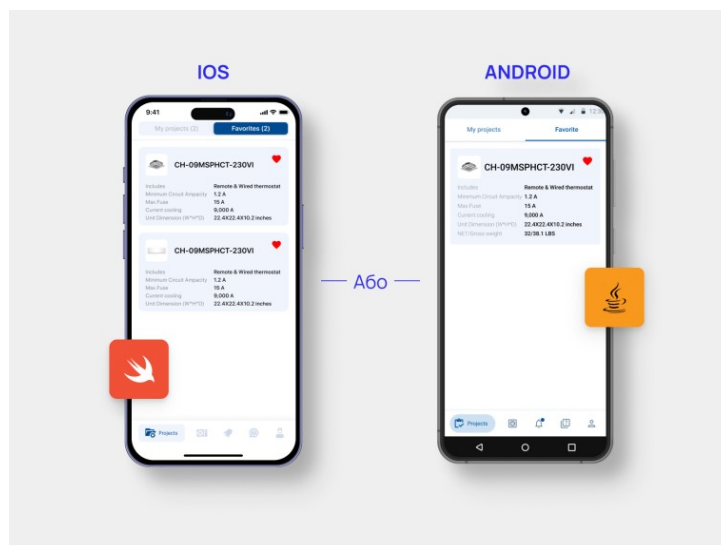 IOS
ANDROID
9:41
My projects (2)
Favorites (2)
CH-09MSPHCT-230VI
Includes Remote & Wired thermostat
Minimum Circuit Ampacity 1.2 A
Max Fuse 15 A
Current cooling 9,000 A
Unit Dimension (W*H*D) 22.4X22.4X10.2 inches
CH-09MSPHCT-230VI
Includes Remote & Wired thermostat
Minimum Circuit Ampacity 1.2 A
Max Fuse 15 A
Current cooling 9,000 A
Unit Dimension (W*H*D) 22.4X22.4X10.2 inches
Projects
Або
My projects
Favorite
CH-09MSPHCT-230VI
Includes Remote & Wired thermostat
Minimum Circuit Ampacity 1.2 A
Max Fuse 15 A
Current cooling 9,000 A
Unit Dimension (W*H*D) 22.4X22.4X10.2 inches
NET/Gross weight 32/38.1 LBS
Projects